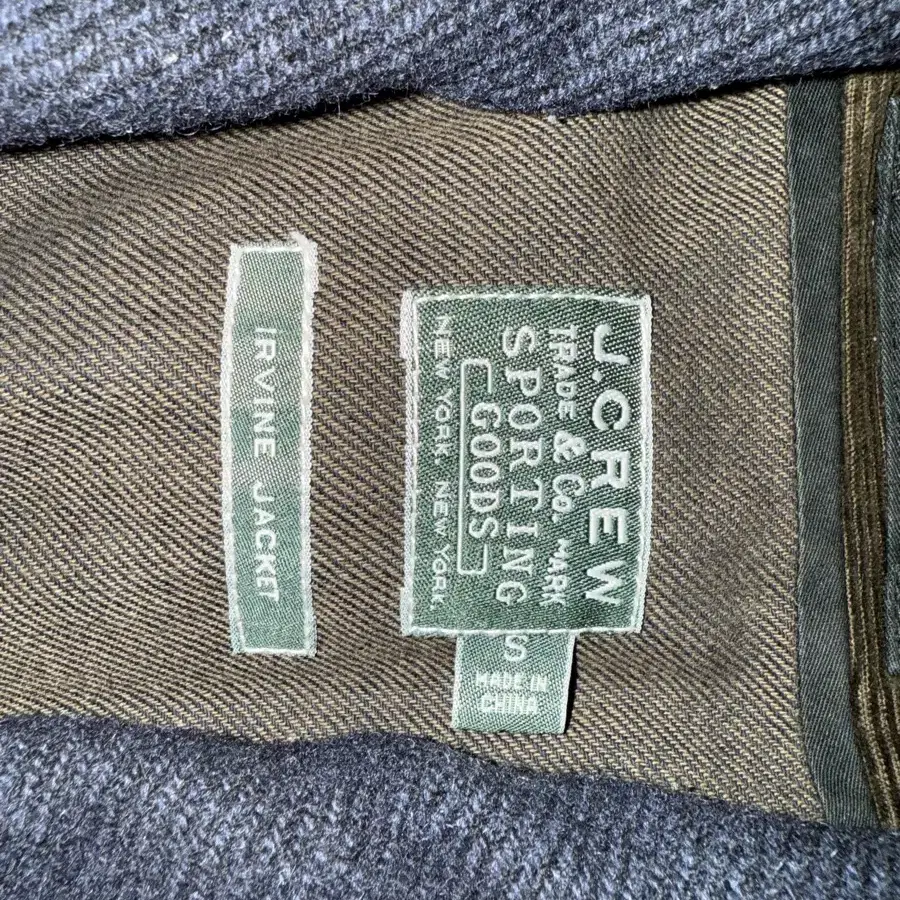 J.CREW
TRADE & Co. MARK
SPORTING
GOODS
NEW YORK, NEW YORK.
S
MADE IN
CHINA
IRVINE JACKET